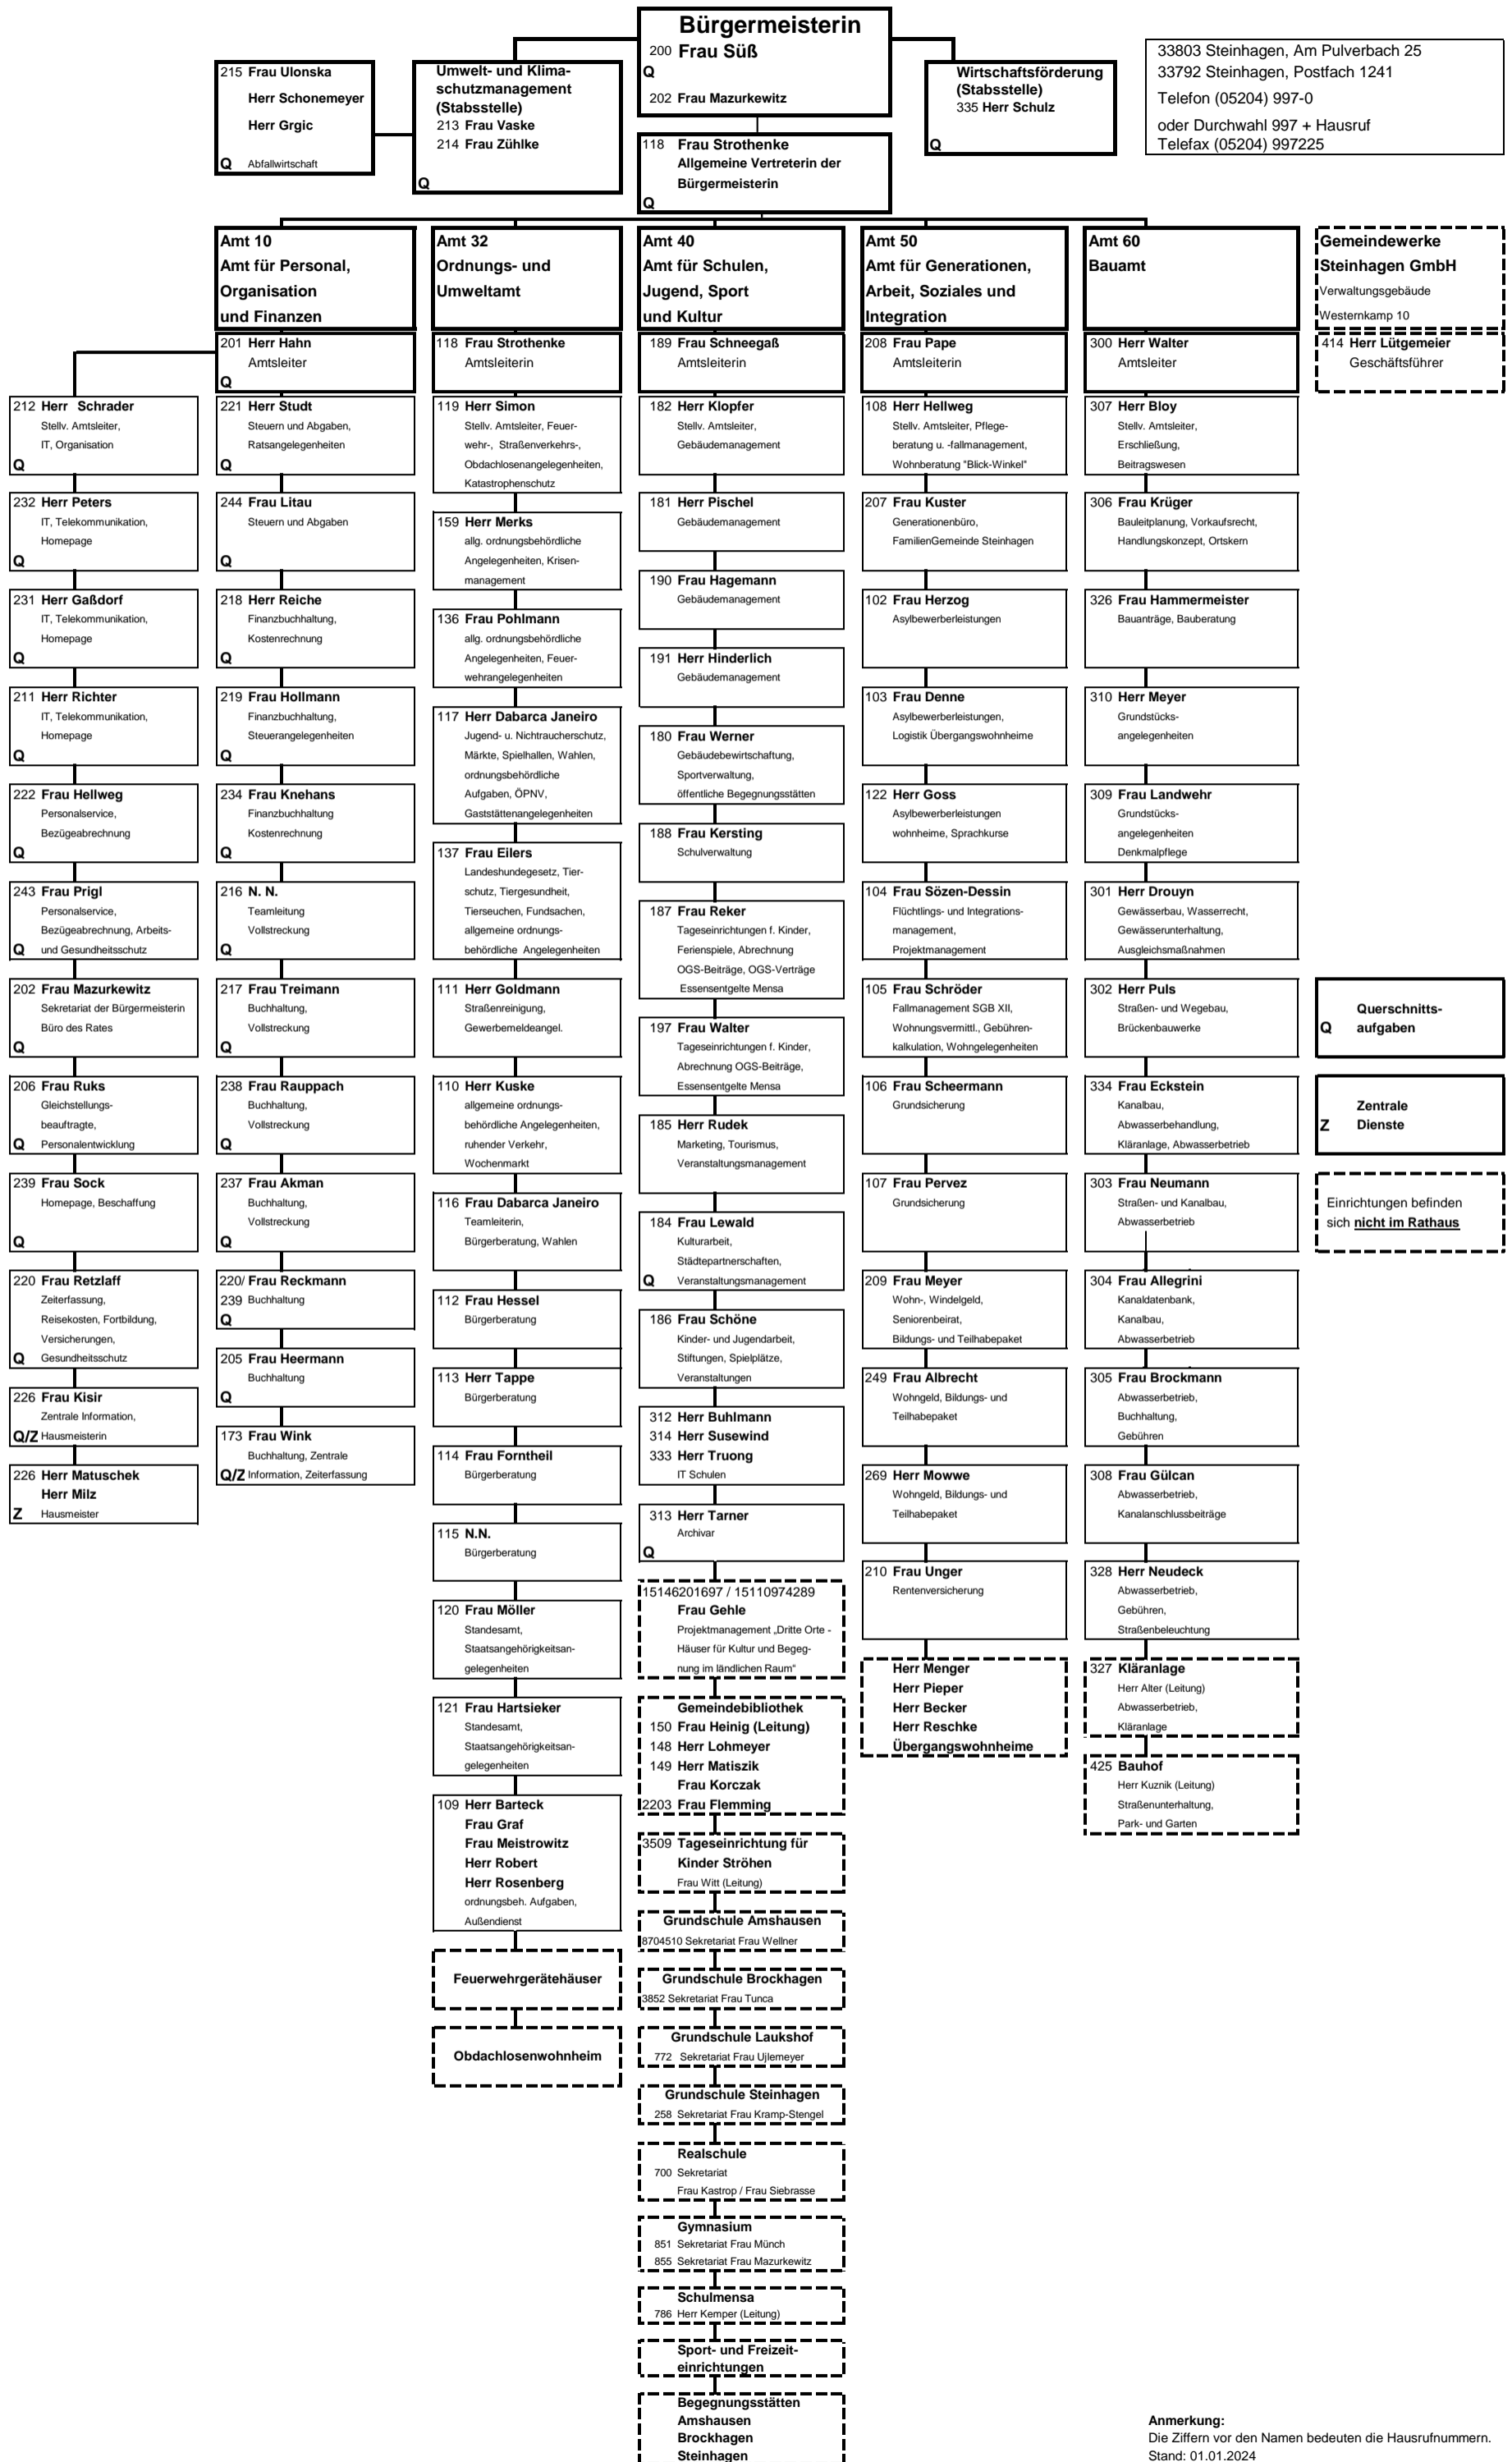 Bürgermeisterin
200 Frau Süß
Q
202 Frau Mazurkewitz
215 Frau Ulonska
Herr Schonemeyer
Herr Grgic
Q Abfallwirtschaft
Umwelt- und Klima-
schutzmanagement
(Stabsstelle)
213 Frau Vaske
214 Frau Zühlke
Q
Wirtschaftsförderung
(Stabsstelle)
335 Herr Schulz
Q
33803 Steinhagen, Am Pulverbach 25
33792 Steinhagen, Postfach 1241
Telefon (05204) 997-0
oder Durchwahl 997 + Hausruf
Telefax (05204) 997225
118 Frau Strothenke
Allgemeine Vertreterin der
Bürgermeisterin
Q
Amt 10
Amt für Personal,
Organisation
und Finanzen
201 Herr Hahn
Amtsleiter
Q
212 Herr Schrader
Stellv. Amtsleiter,
IT, Organisation
Q
232 Herr Peters
IT, Telekommunikation,
Homepage
Q
231 Herr Gaßdorf
IT, Telekommunikation,
Homepage
Q
211 Herr Richter
IT, Telekommunikation,
Homepage
Q
222 Frau Hellweg
Personalservice,
Bezügeabrechnung
Q
243 Frau Prigl
Personalservice,
Bezügeabrechnung, Arbeits-
Q und Gesundheitsschutz
202 Frau Mazurkewitz
Sekretariat der Bürgermeisterin
Büro des Rates
Q
206 Frau Ruks
Gleichstellungs-
beauftragte,
Q Personalentwicklung
239 Frau Sock
Homepage, Beschaffung
Q
220 Frau Retzlaff
Zeiterfassung,
Reisekosten, Fortbildung,
Versicherungen,
Q Gesundheitsschutz
226 Frau Kisir
Zentrale Information,
Q/Z Hausmeisterin
226 Herr Matuschek
Herr Milz
Z Hausmeister
221 Herr Studt
Steuern und Abgaben,
Ratsangelegenheiten
Q
244 Frau Litau
Steuern und Abgaben
Q
218 Herr Reiche
Finanzbuchhaltung,
Kostenrechnung
Q
219 Frau Hollmann
Finanzbuchhaltung,
Steuerangelegenheiten
Q
234 Frau Knehans
Finanzbuchhaltung
Kostenrechnung
Q
216 N. N.
Teamleitung
Vollstreckung
Q
217 Frau Treimann
Buchhaltung,
Vollstreckung
Q
238 Frau Rauppach
Buchhaltung,
Vollstreckung
Q
237 Frau Akman
Buchhaltung,
Vollstreckung
Q
220/ Frau Reckmann
239 Buchhaltung
Q
205 Frau Heermann
Buchhaltung
Q
173 Frau Wink
Buchhaltung, Zentrale
Q/Z Information, Zeiterfassung
Amt 32
Ordnungs- und
Umweltamt
118 Frau Strothenke
Amtsleiterin
119 Herr Simon
Stellv. Amtsleiter, Feuer-
wehr-, Straßenverkehrs-,
Obdachlosenangelegenheiten,
Katastrophenschutz
159 Herr Merks
allg. ordnungsbehördliche
Angelegenheiten, Krisen-
management
136 Frau Pohlmann
allg. ordnungsbehördliche
Angelegenheiten, Feuer-
wehrangelegenheiten
117 Herr Dabarca Janeiro
Jugend- u. Nichtraucherschutz,
Märkte, Spielhallen, Wahlen,
ordnungsbehördliche
Aufgaben, ÖPNV,
Gaststättenangelegenheiten
137 Frau Eilers
Landeshundegesetz, Tier-
schutz, Tiergesundheit,
Tierseuchen, Fundsachen,
allgemeine ordnungs-
behördliche Angelegenheiten
111 Herr Goldmann
Straßenreinigung,
Gewerbemeldeangel.
110 Herr Kuske
allgemeine ordnungs-
behördliche Angelegenheiten,
ruhender Verkehr,
Wochenmarkt
116 Frau Dabarca Janeiro
Teamleiterin,
Bürgerberatung, Wahlen
112 Frau Hessel
Bürgerberatung
113 Herr Tappe
Bürgerberatung
114 Frau Forntheil
Bürgerberatung
115 N.N.
Bürgerberatung
120 Frau Möller
Standesamt,
Staatsangehörigkeitsan-
gelegenheiten
121 Frau Hartsieker
Standesamt,
Staatsangehörigkeitsan-
gelegenheiten
109 Herr Barteck
Frau Graf
Frau Meistrowitz
Herr Robert
Herr Rosenberg
ordnungsbeh. Aufgaben,
Außendienst
Feuerwehrgerätehäuser
Obdachlosenwohnheim
Amt 40
Amt für Schulen,
Jugend, Sport
und Kultur
189 Frau Schneegaß
Amtsleiterin
182 Herr Klopfer
Stellv. Amtsleiter,
Gebäudemanagement
181 Herr Pischel
Gebäudemanagement
190 Frau Hagemann
Gebäudemanagement
191 Herr Hinderlich
Gebäudemanagement
180 Frau Werner
Gebäudebewirtschaftung,
Sportverwaltung,
öffentliche Begegnungsstätten
188 Frau Kersting
Schulverwaltung
187 Frau Reker
Tageseinrichtungen f. Kinder,
Ferienspiele, Abrechnung
OGS-Beiträge, OGS-Verträge
Essensentgelte Mensa
197 Frau Walter
Tageseinrichtungen f. Kinder,
Abrechnung OGS-Beiträge,
Essensentgelte Mensa
185 Herr Rudek
Marketing, Tourismus,
Veranstaltungsmanagement
184 Frau Lewald
Kulturarbeit,
Städtepartnerschaften,
Q Veranstaltungsmanagement
186 Frau Schöne
Kinder- und Jugendarbeit,
Stiftungen, Spielplätze,
Veranstaltungen
312 Herr Buhlmann
314 Herr Susewind
333 Herr Truong
IT Schulen
313 Herr Tarner
Archivar
Q
15146201697 / 15110974289
Frau Gehle
Projektmanagement „Dritte Orte -
Häuser für Kultur und Begeg-
nung im ländlichen Raum“
Gemeindebibliothek
150 Frau Heinig (Leitung)
148 Herr Lohmeyer
149 Herr Matiszik
Frau Korczak
2203 Frau Flemming
3509 Tageseinrichtung für
Kinder Ströhen
Frau Witt (Leitung)
Grundschule Amshausen
8704510 Sekretariat Frau Wellner
Grundschule Brockhagen
3852 Sekretariat Frau Tunca
Grundschule Laukshof
772 Sekretariat Frau Ujlemeyer
Grundschule Steinhagen
258 Sekretariat Frau Kramp-Stengel
Realschule
700 Sekretariat
Frau Kastrop / Frau Siebrasse
Gymnasium
851 Sekretariat Frau Münch
855 Sekretariat Frau Mazurkewitz
Schulmensa
786 Herr Kemper (Leitung)
Sport- und Freizeit-
einrichtungen
Begegnungsstätten
Amshausen
Brockhagen
Steinhagen
Amt 50
Amt für Generationen,
Arbeit, Soziales und
Integration
208 Frau Pape
Amtsleiterin
108 Herr Hellweg
Stellv. Amtsleiter, Pflege-
beratung u. -fallmanagement,
Wohnberatung "Blick-Winkel"
207 Frau Kuster
Generationenbüro,
FamilienGemeinde Steinhagen
102 Frau Herzog
Asylbewerberleistungen
103 Frau Denne
Asylbewerberleistungen,
Logistik Übergangswohnheime
122 Herr Goss
Asylbewerberleistungen
wohnheime, Sprachkurse
104 Frau Sözen-Dessin
Flüchtlings- und Integrations-
management,
Projektmanagement
105 Frau Schröder
Fallmanagement SGB XII,
Wohnungsvermittl., Gebühren-
kalkulation, Wohngelegenheiten
106 Frau Scheermann
Grundsicherung
107 Frau Pervez
Grundsicherung
209 Frau Meyer
Wohn-, Windelgeld,
Seniorenbeirat,
Bildungs- und Teilhabepaket
249 Frau Albrecht
Wohngeld, Bildungs- und
Teilhabepaket
269 Herr Mowwe
Wohngeld, Bildungs- und
Teilhabepaket
210 Frau Unger
Rentenversicherung
Herr Menger
Herr Pieper
Herr Becker
Herr Reschke
Übergangswohnheime
Amt 60
Bauamt
300 Herr Walter
Amtsleiter
307 Herr Bloy
Stellv. Amtsleiter,
Erschließung,
Beitragswesen
306 Frau Krüger
Bauleitplanung, Vorkaufsrecht,
Handlungskonzept, Ortskern
326 Frau Hammermeister
Bauanträge, Bauberatung
310 Herr Meyer
Grundstücks-
angelegenheiten
309 Frau Landwehr
Grundstücks-
angelegenheiten
Denkmalpflege
301 Herr Drouyn
Gewässerbau, Wasserrecht,
Gewässerunterhaltung,
Ausgleichsmaßnahmen
302 Herr Puls
Straßen- und Wegebau,
Brückenbauwerke
334 Frau Eckstein
Kanalbau,
Abwasserbehandlung,
Kläranlage, Abwasserbetrieb
303 Frau Neumann
Straßen- und Kanalbau,
Abwasserbetrieb
304 Frau Allegrini
Kanaldatenbank,
Kanalbau,
Abwasserbetrieb
305 Frau Brockmann
Abwasserbetrieb,
Buchhaltung,
Gebühren
308 Frau Gülcan
Abwasserbetrieb,
Kanalanschlussbeiträge
328 Herr Neudeck
Abwasserbetrieb,
Gebühren,
Straßenbeleuchtung
327 Kläranlage
Herr Alter (Leitung)
Abwasserbetrieb,
Kläranlage
425 Bauhof
Herr Kuznik (Leitung)
Straßenunterhaltung,
Park- und Garten
Gemeindewerke
Steinhagen GmbH
Verwaltungsgebäude
Westernkamp 10
414 Herr Lütgemeier
Geschäftsführer
Querschnitts-
Q aufgaben
Zentrale
Z Dienste
Einrichtungen befinden
sich nicht im Rathaus
Anmerkung:
Die Ziffern vor den Namen bedeuten die Hausrufnummern.
Stand: 01.01.2024